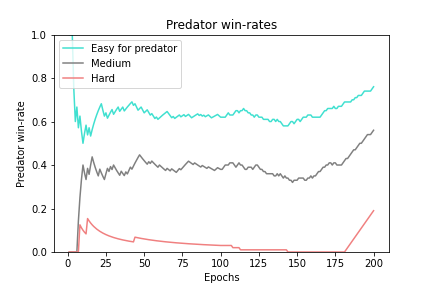 Predator win-rates
Predator win-rate
1.0
0.8
0.6
0.4
0.2
0.0
Easy for predator
Medium
Hard
0 25 50 75 100 125 150 175 200
Epochs